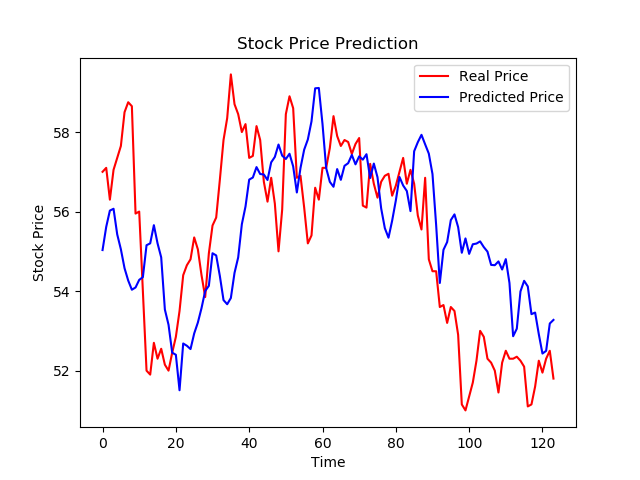 Stock Price Prediction
Real Price
Predicted Price
Stock Price
58
56
54
52
0 20 40 60 80 100 120
Time